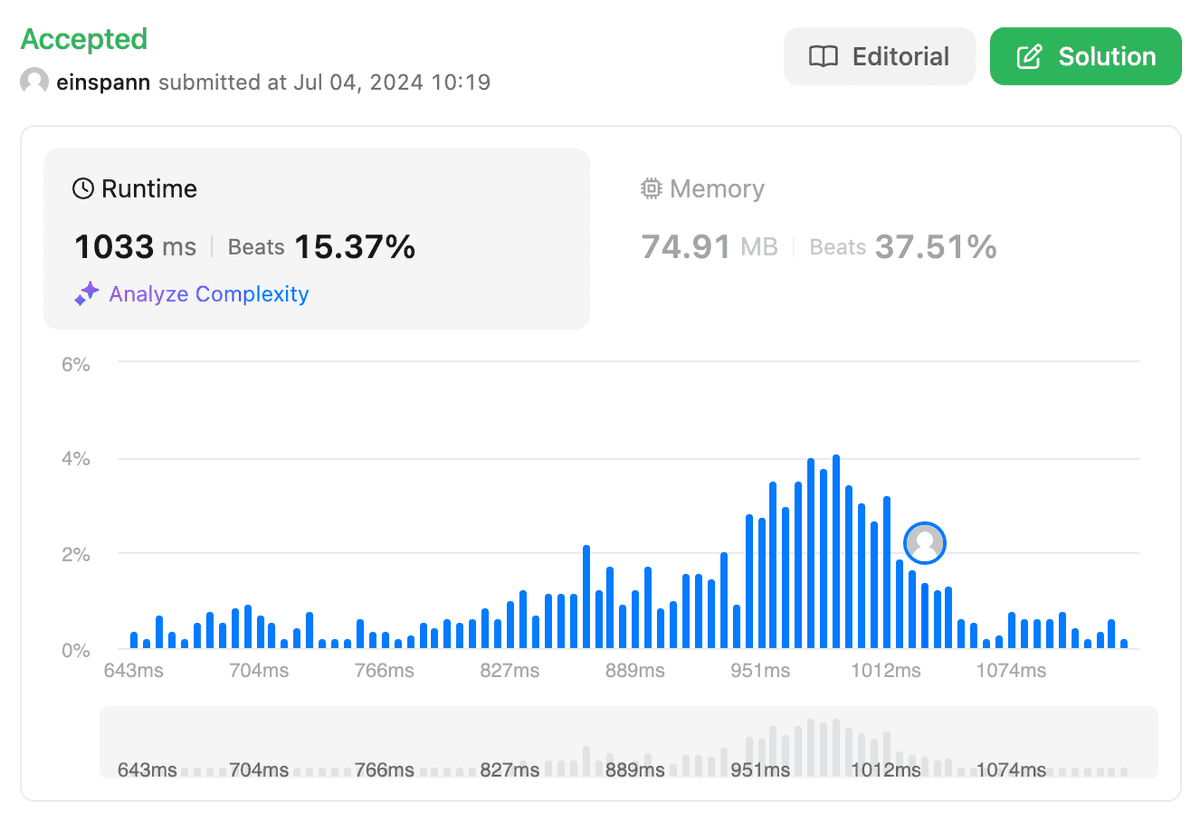 Accepted
Editorial
Solution
einspann submitted at Jul 04, 2024 10:19
Runtime
Memory
1033 ms Beats 15.37%
74.91 MB Beats 37.51%
Analyze Complexity
6%
4%
2%
0%
643ms 704ms 766ms 827ms 889ms 951ms 1012ms 1074ms
643ms 704ms 766ms 827ms 889ms 951ms 1012ms 1074ms